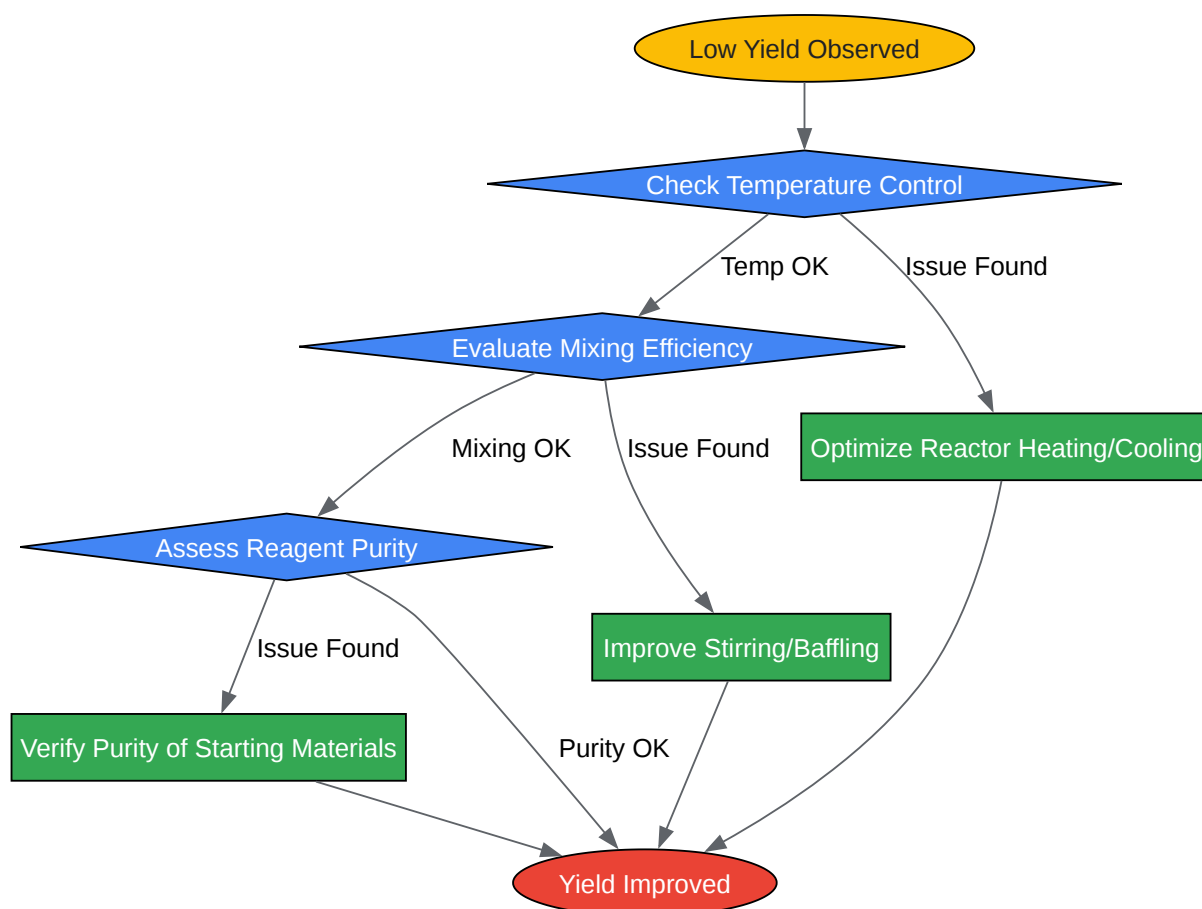 Low Yield Observed
Check Temperature Control
Temp OK
Issue Found
Evaluate Mixing Efficiency
Mixing OK
Issue Found
Optimize Reactor Heating/Cooling
Assess Reagent Purity
Issue Found
Improve Stirring/Baffling
Verify Purity of Starting Materials
Purity OK
Yield Improved